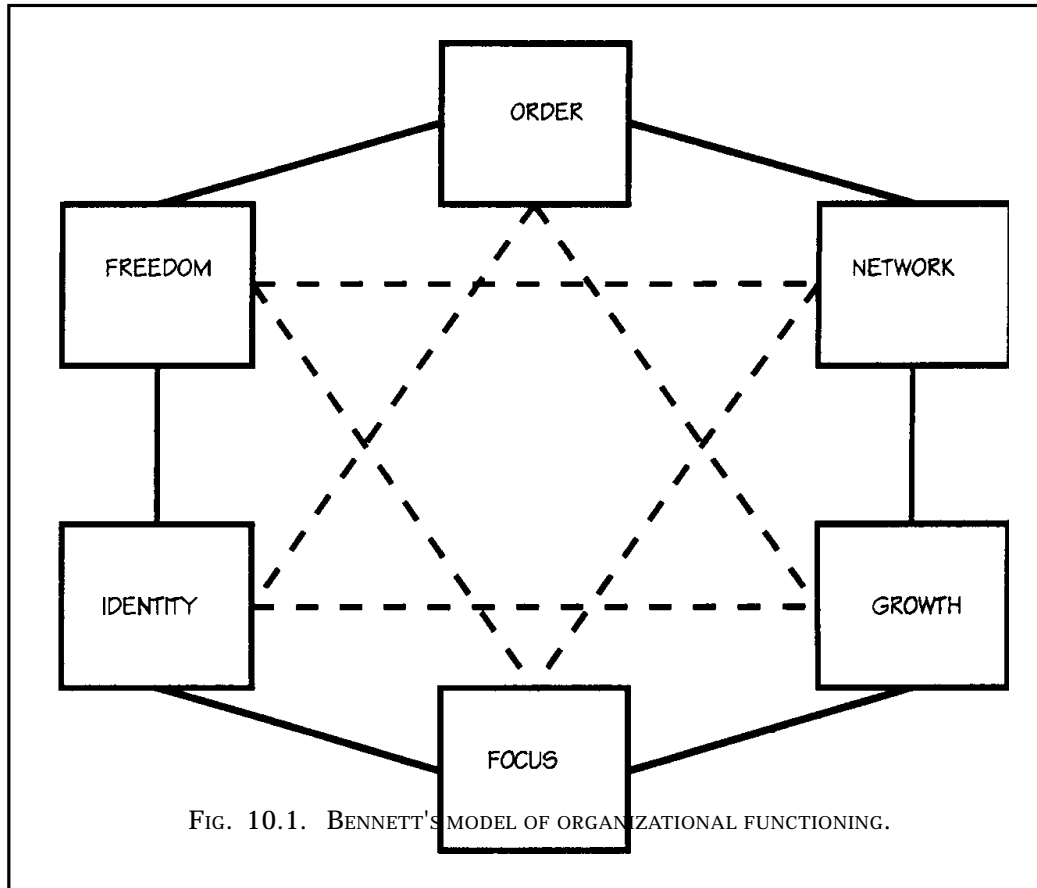 ORDER
FREEDOM
NETWORK
IDENTITY
GROWTH
FOCUS
FIG. 10.1. BENNETT'S MODEL OF ORGANIZATIONAL FUNCTIONING.